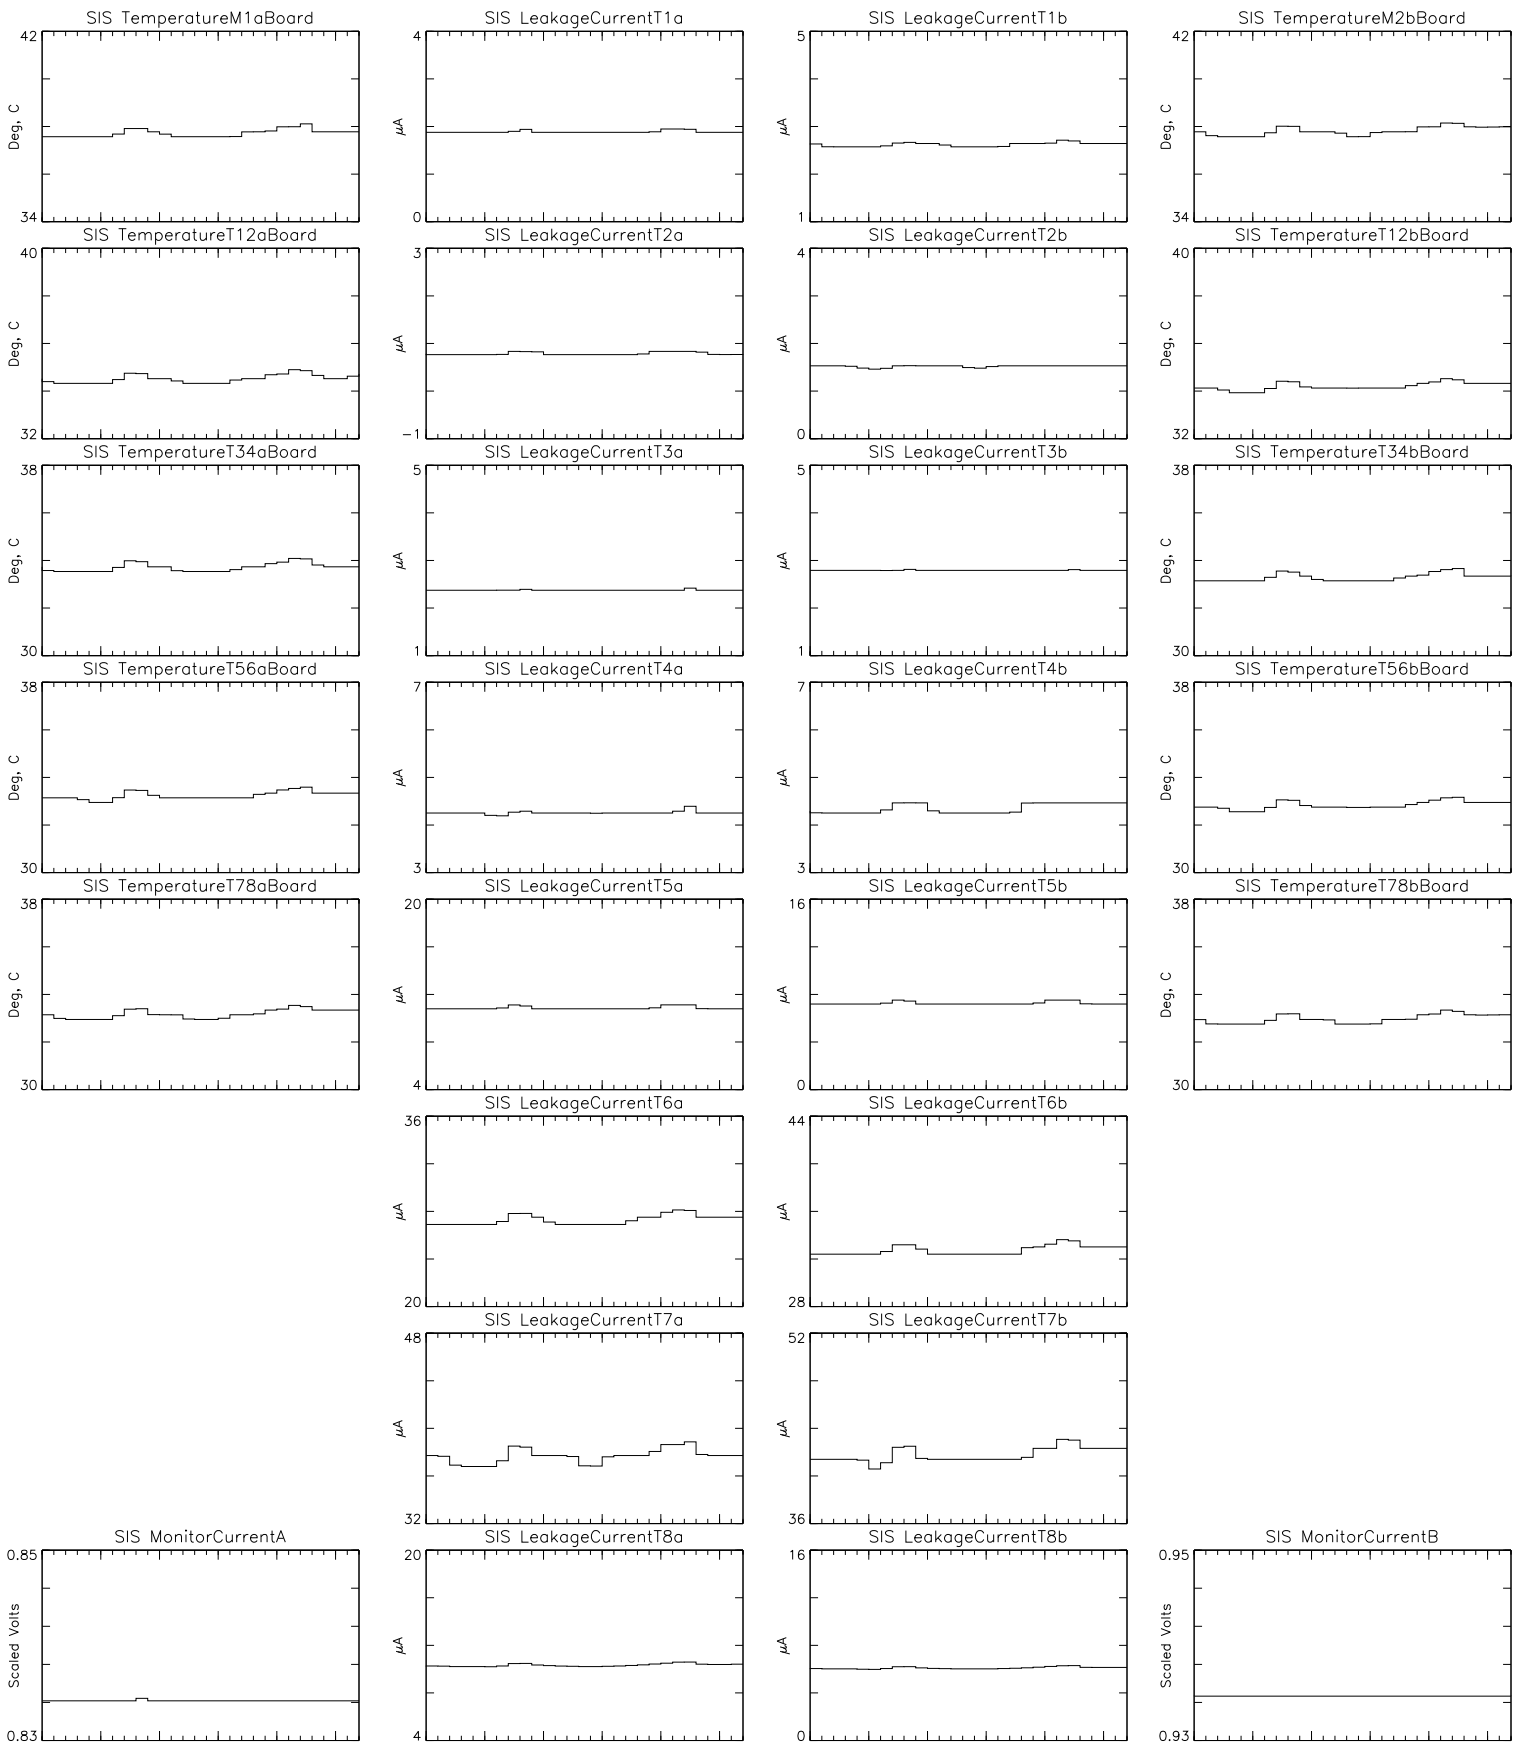 SIS TemperatureM1aBoard
SIS LeakageCurrentT1a
SIS LeakageCurrentT1b
SIS TemperatureM2bBoard
42
34
Deg, C
4
0
μA
5
1
μA
42
34
Deg, C
SIS TemperatureT12aBoard
SIS LeakageCurrentT2a
SIS LeakageCurrentT2b
SIS TemperatureT12bBoard
40
32
Deg, C
3
-1
μA
4
0
μA
40
32
Deg, C
SIS TemperatureT34aBoard
SIS LeakageCurrentT3a
SIS LeakageCurrentT3b
SIS TemperatureT34bBoard
38
30
Deg, C
5
1
μA
5
1
μA
38
30
Deg, C
SIS TemperatureT56aBoard
SIS LeakageCurrentT4a
SIS LeakageCurrentT4b
SIS TemperatureT56bBoard
38
30
Deg, C
7
3
μA
7
3
μA
38
30
Deg, C
SIS TemperatureT78aBoard
SIS LeakageCurrentT5a
SIS LeakageCurrentT5b
SIS TemperatureT78bBoard
38
30
Deg, C
20
4
μA
16
0
μA
38
30
Deg, C
SIS LeakageCurrentT6a
SIS LeakageCurrentT6b
36
20
μA
44
28
μA
SIS LeakageCurrentT7a
SIS LeakageCurrentT7b
48
32
μA
52
36
μA
SIS MonitorCurrentA
SIS LeakageCurrentT8a
SIS LeakageCurrentT8b
SIS MonitorCurrentB
0.85
0.83
Scaled Volts
20
4
μA
16
0
μA
0.95
0.93
Scaled Volts